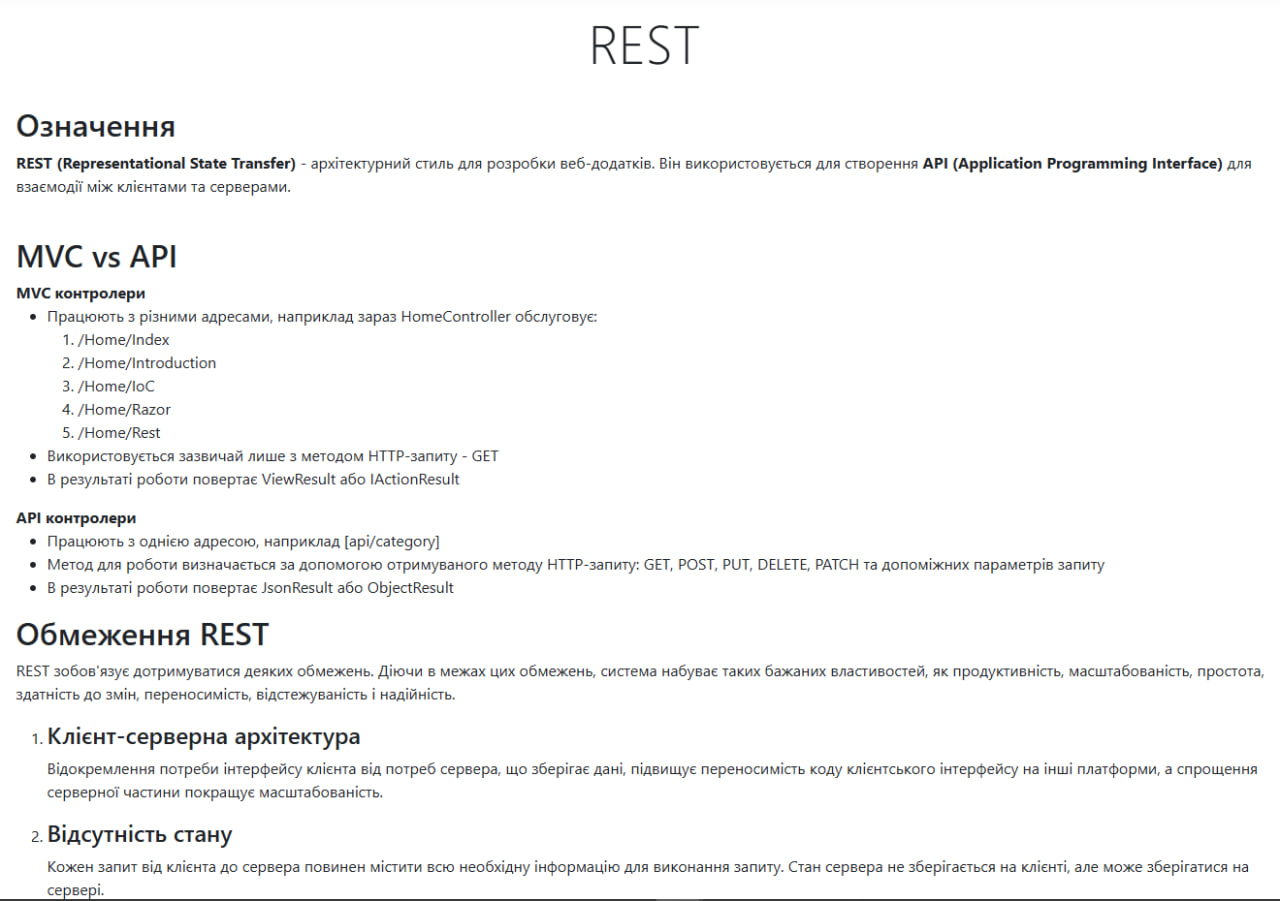 REST
Означення
REST (Representational State Transfer) - архітектурний стиль для розробки веб-додатків. Він використовується для створення API (Application Programming Interface) для
взаємодії між клієнтами та серверами.
MVC vs API
MVC контролери
• Працюють з різними адресами, наприклад зараз HomeController обслуговує:
1. /Home/Index
2. /Home/Introduction
3. /Home/IoC
4. /Home/Razor
5. /Home/Rest
• Використовується зазвичай лише з методом HTTP-запиту - GET
• В результаті роботи повертає ViewResult або IActionResult
API контролери
• Працюють з однією адресою, наприклад [api/category]
• Метод для роботи визначається за допомогою отримуваного методу HTTP-запиту: GET, POST, PUT, DELETE, PATCH та допоміжних параметрів запиту
• В результаті роботи повертає JsonResult або ObjectResult
Обмеження REST
REST зобов'язує дотримуватися деяких обмежень. Діючи в межах цих обмежень, система набуває таких бажаних властивостей, як продуктивність, масштабованість, простота,
здатність до змін, переносимість, відстежуваність і надійність.
1. Клієнт-серверна архітектура
Відокремлення потреби інтерфейсу клієнта від потреб сервера, що зберігає дані, підвищує переносимість коду клієнтського інтерфейсу на інші платформи, а спрощення
серверної частини покращує масштабованість.
2. Відсутність стану
Кожен запит від клієнта до сервера повинен містити всю необхідну інформацію для виконання запиту. Стан сервера не зберігається на клієнті, але може зберігатися на
сервері.